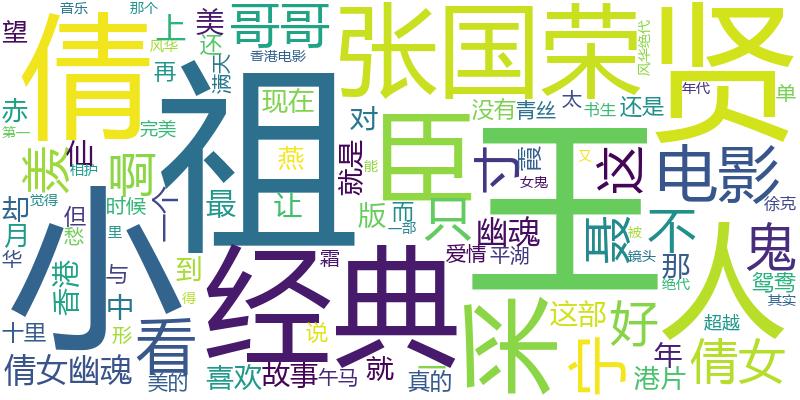 音乐
那个
望
上
美
哥哥
张国荣
贤
风华绝代
倩
风华
还
香港电影
再
满天
祖
现在
臣
王
没有
青丝
太
书生
还是
年代
单
赤
第一
完美
仙
相护
羡
啊
燕
就是
对
寸
霞
又
这
电影
女鬼
能
却
觉得
小
但
时候
一个
最
让
版
而
只
幽魂
聂
不
那
鬼
徐克
月
愁
里
华
香港
与
到
经典
霜
一部
爱情
平湖
被
镜头
绝代
人
鸳鸯
其实
十里
形
中
看
得
说
采
这部
好
超越
倩女幽魂
美的
喜欢
故事
午马
就
一
真的
宁
港片
年
倩女